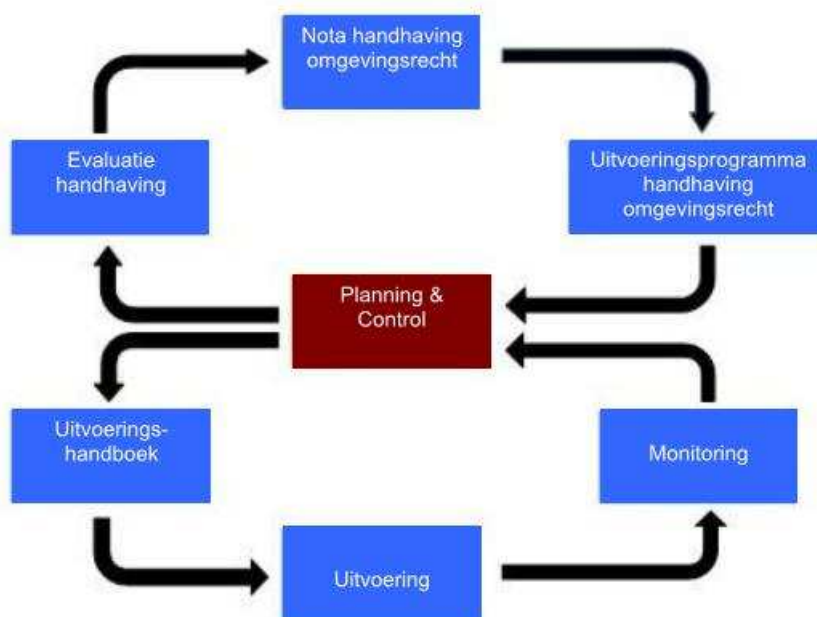 Nota handhaving
omgevingsrecht
Evaluatie
handhaving
Uitvoeringsprogramma
handhaving
omgevingsrecht
Planning &
Control
Uitvoerings-
handboek
Monitoring
Uitvoering